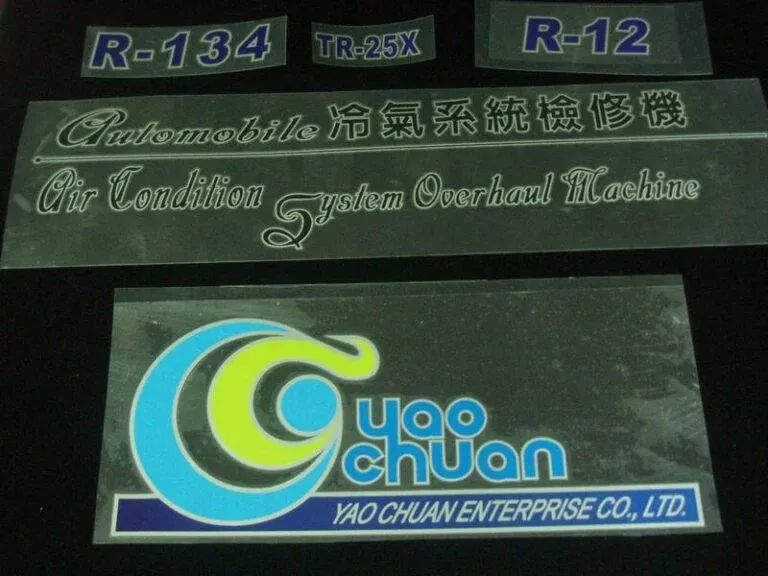 R-134
TR-25X
R-12
Automobile 冷氣系統檢修機
Air Condition System Overhaul Machine
yao
chuan
YAO CHUAN ENTERPRISE CO., LTD.